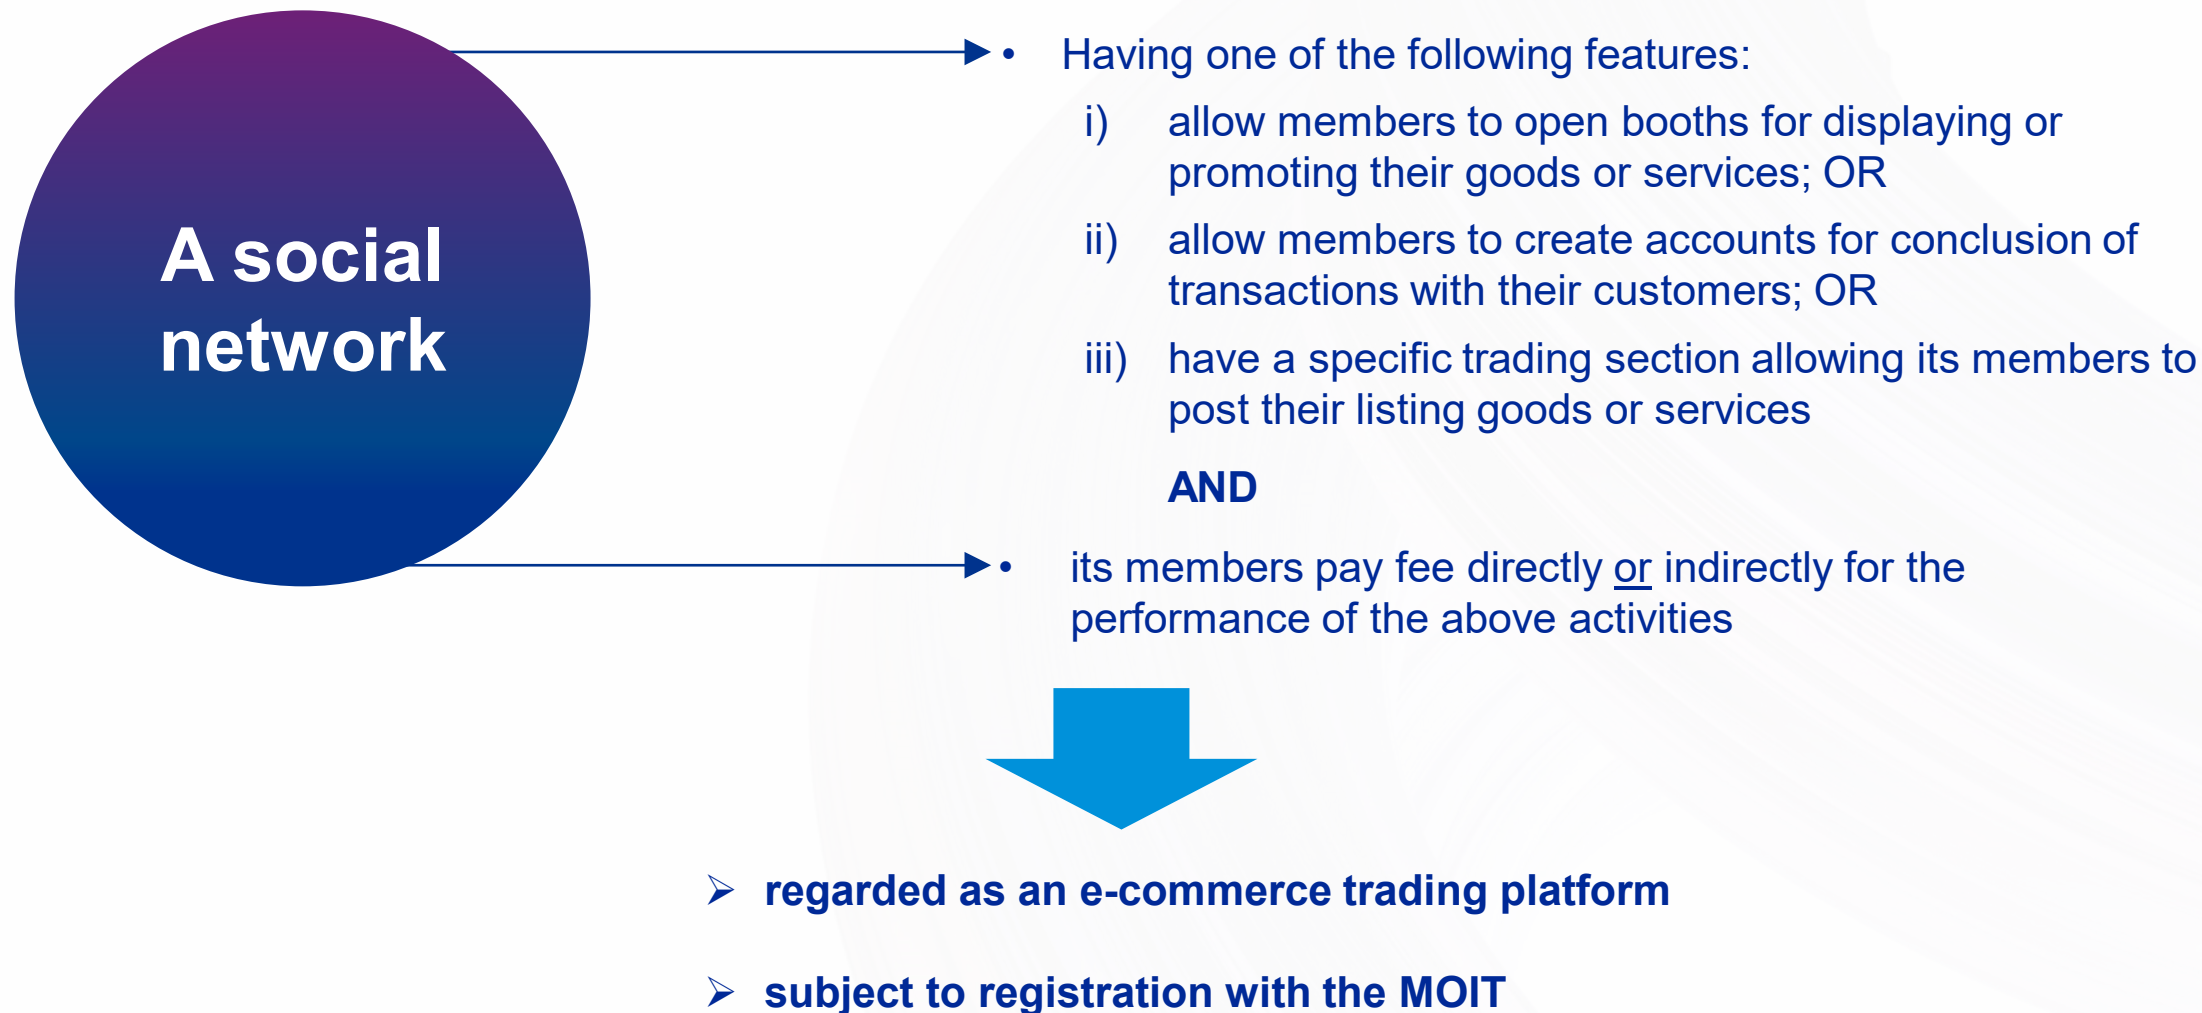 A social
network
• Having one of the following features:
i) allow members to open booths for displaying or
promoting their goods or services; OR
ii) allow members to create accounts for conclusion of
transactions with their customers; OR
iii) have a specific trading section allowing its members to
post their listing goods or services
AND
• its members pay fee directly or indirectly for the
performance of the above activities
➢ regarded as an e-commerce trading platform
➢ subject to registration with the MOIT